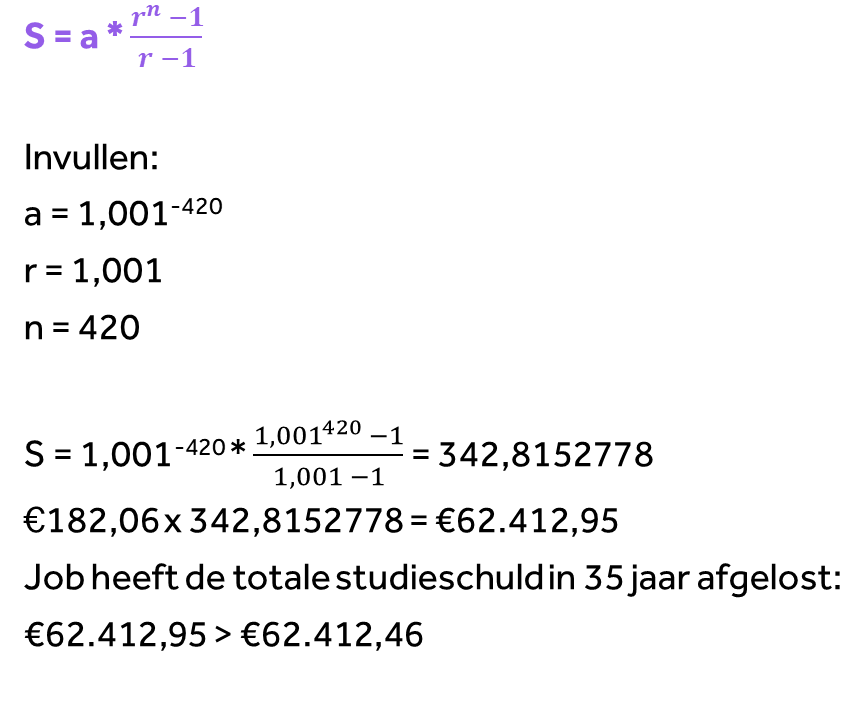 S = a * \frac{r^n - 1}{r - 1}
Invullen:
a = 1,001^{-420}
r = 1,001
n = 420
S = 1,001^{-420} * \frac{1,001^{420} - 1}{1,001 - 1} = 342,8152778
€182,06 x 342,8152778 = €62.412,95
Job heeft de totale studieschuld in 35 jaar afgelost:
€62.412,95 > €62.412,46